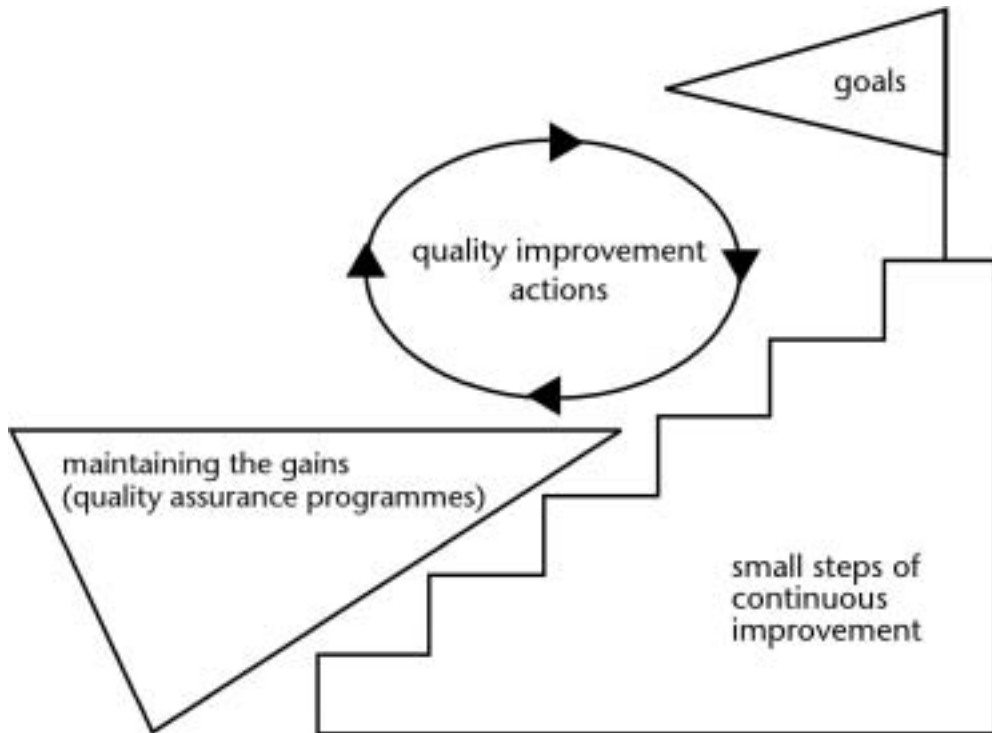 goals
quality improvement
actions
maintaining the gains
(quality assurance programmes)
small steps of
continuous
improvement